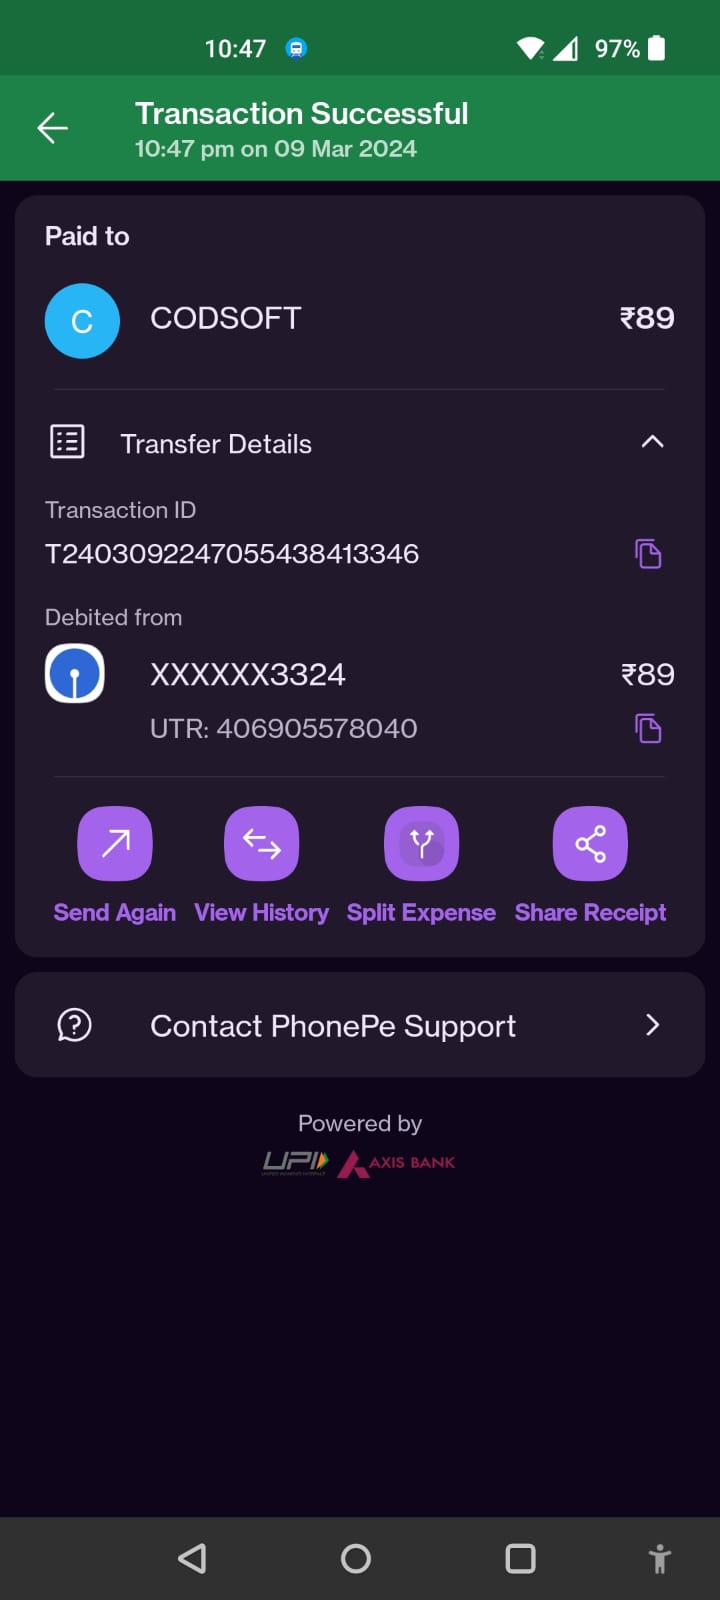 10:47
97%
Transaction Successful
10:47 pm on 09 Mar 2024
Paid to
C
CODSOFT
₹89
Transfer Details
Transaction ID
T2403092247055438413346
Debited from
XXXXXX3324
₹89
UTR: 406905578040
Send Again
View History
Split Expense
Share Receipt
Contact PhonePe Support
Powered by
UPI
AXIS BANK